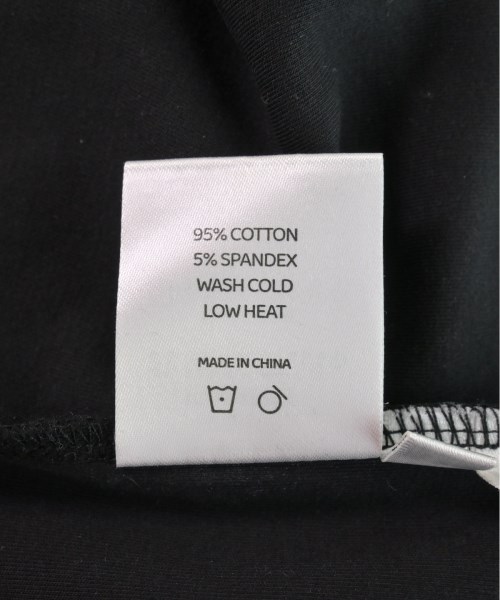 95% COTTON
5% SPANDEX
WASH COLD
LOW HEAT
MADE IN CHINA